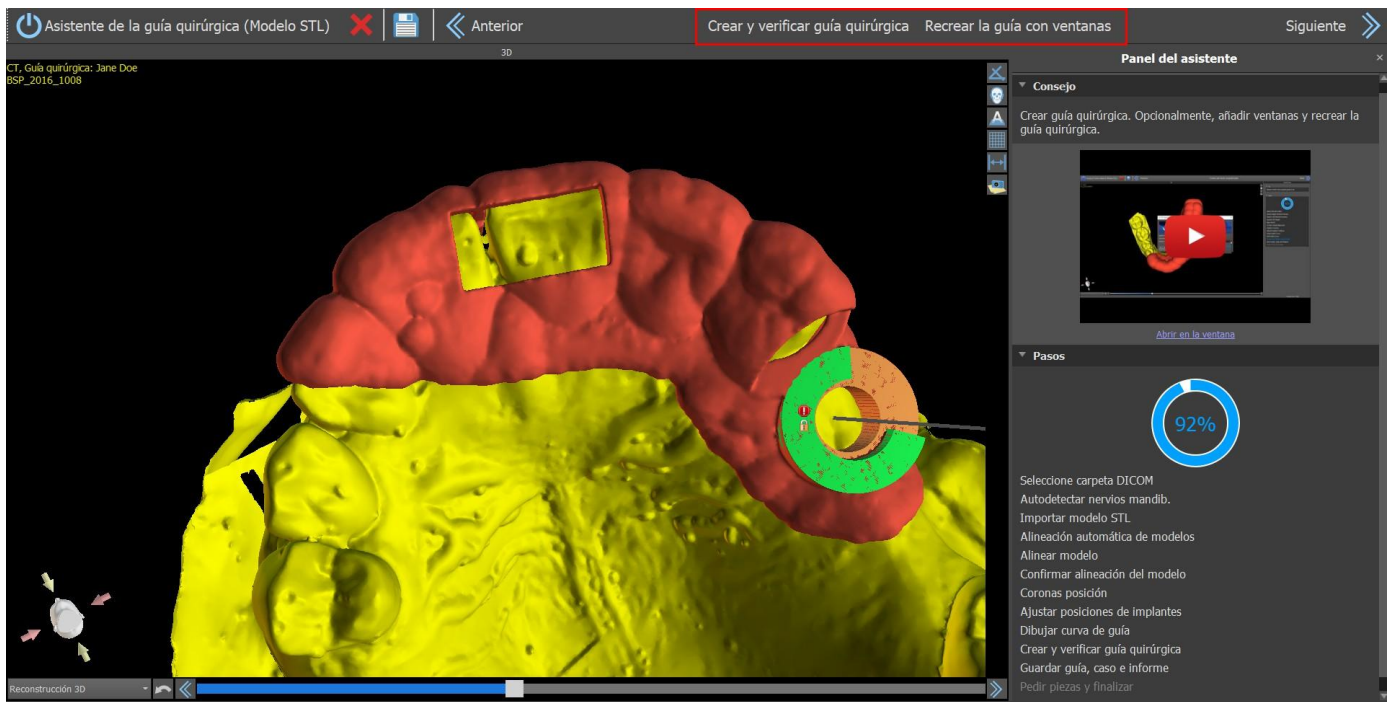 Asistente de la guía quirúrgica (Modelo STL)
Anterior
Crear y verificar guía quirúrgica Recrear la guía con ventanas
Siguiente
3D
CT, Guía quirúrgica: Jane Doe
BSP_2016_1008
Panel del asistente
Consejo
Crear guía quirúrgica. Opcionalmente, añadir ventanas y recrear la
guía quirúrgica.
Abrir en la ventana
Pasos
92%
Seleccione carpeta DICOM
Autodetectar nervios mandib.
Importar modelo STL
Alineación automática de modelos
Alinear modelo
Confirmar alineación del modelo
Coronas posición
Ajustar posiciones de implantes
Dibujar curva de guía
Crear y verificar guía quirúrgica
Guardar guía, caso e informe
Pedir piezas y finalizar
Reconstrucción 3D